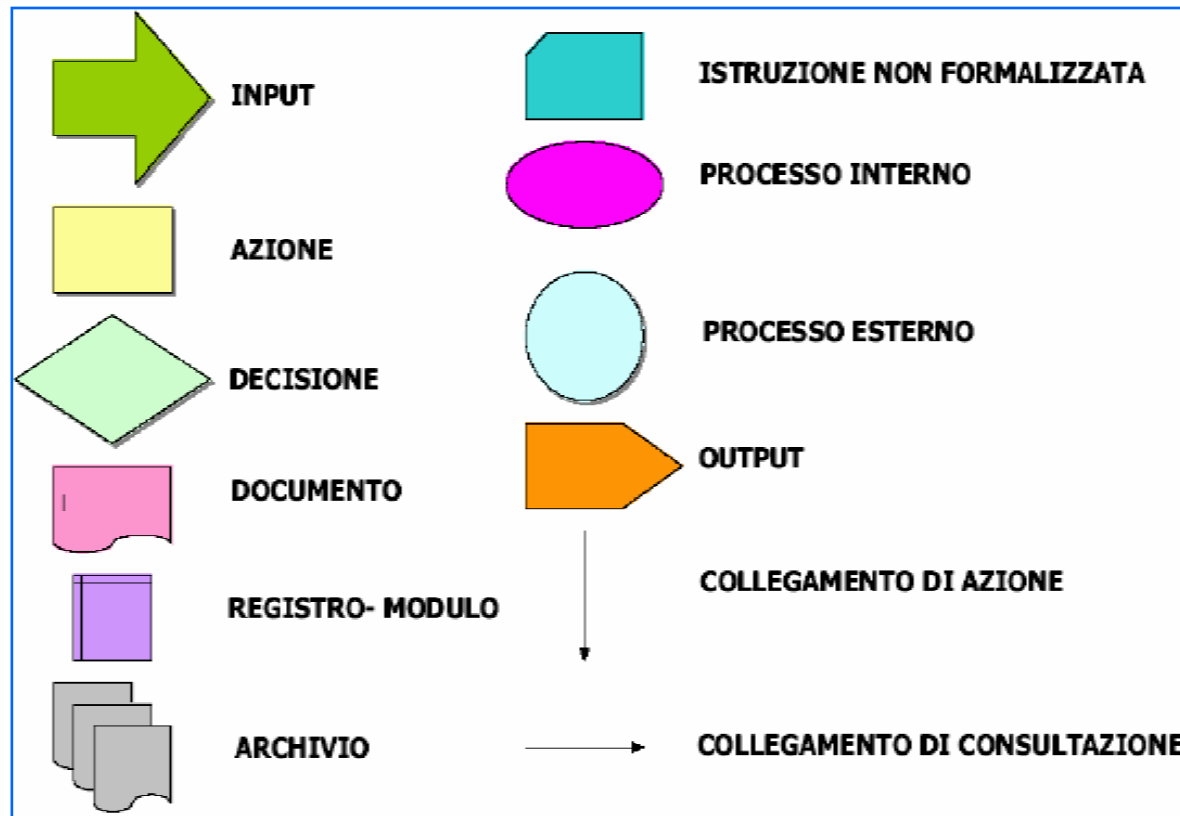 INPUT
AZIONE
DECISIONE
DOCUMENTO
REGISTRO- MODULO
ARCHIVIO
ISTRUZIONE NON FORMALIZZATA
PROCESSO INTERNO
PROCESSO ESTERNO
OUTPUT
COLLEGAMENTO DI AZIONE
COLLEGAMENTO DI CONSULTAZIONE